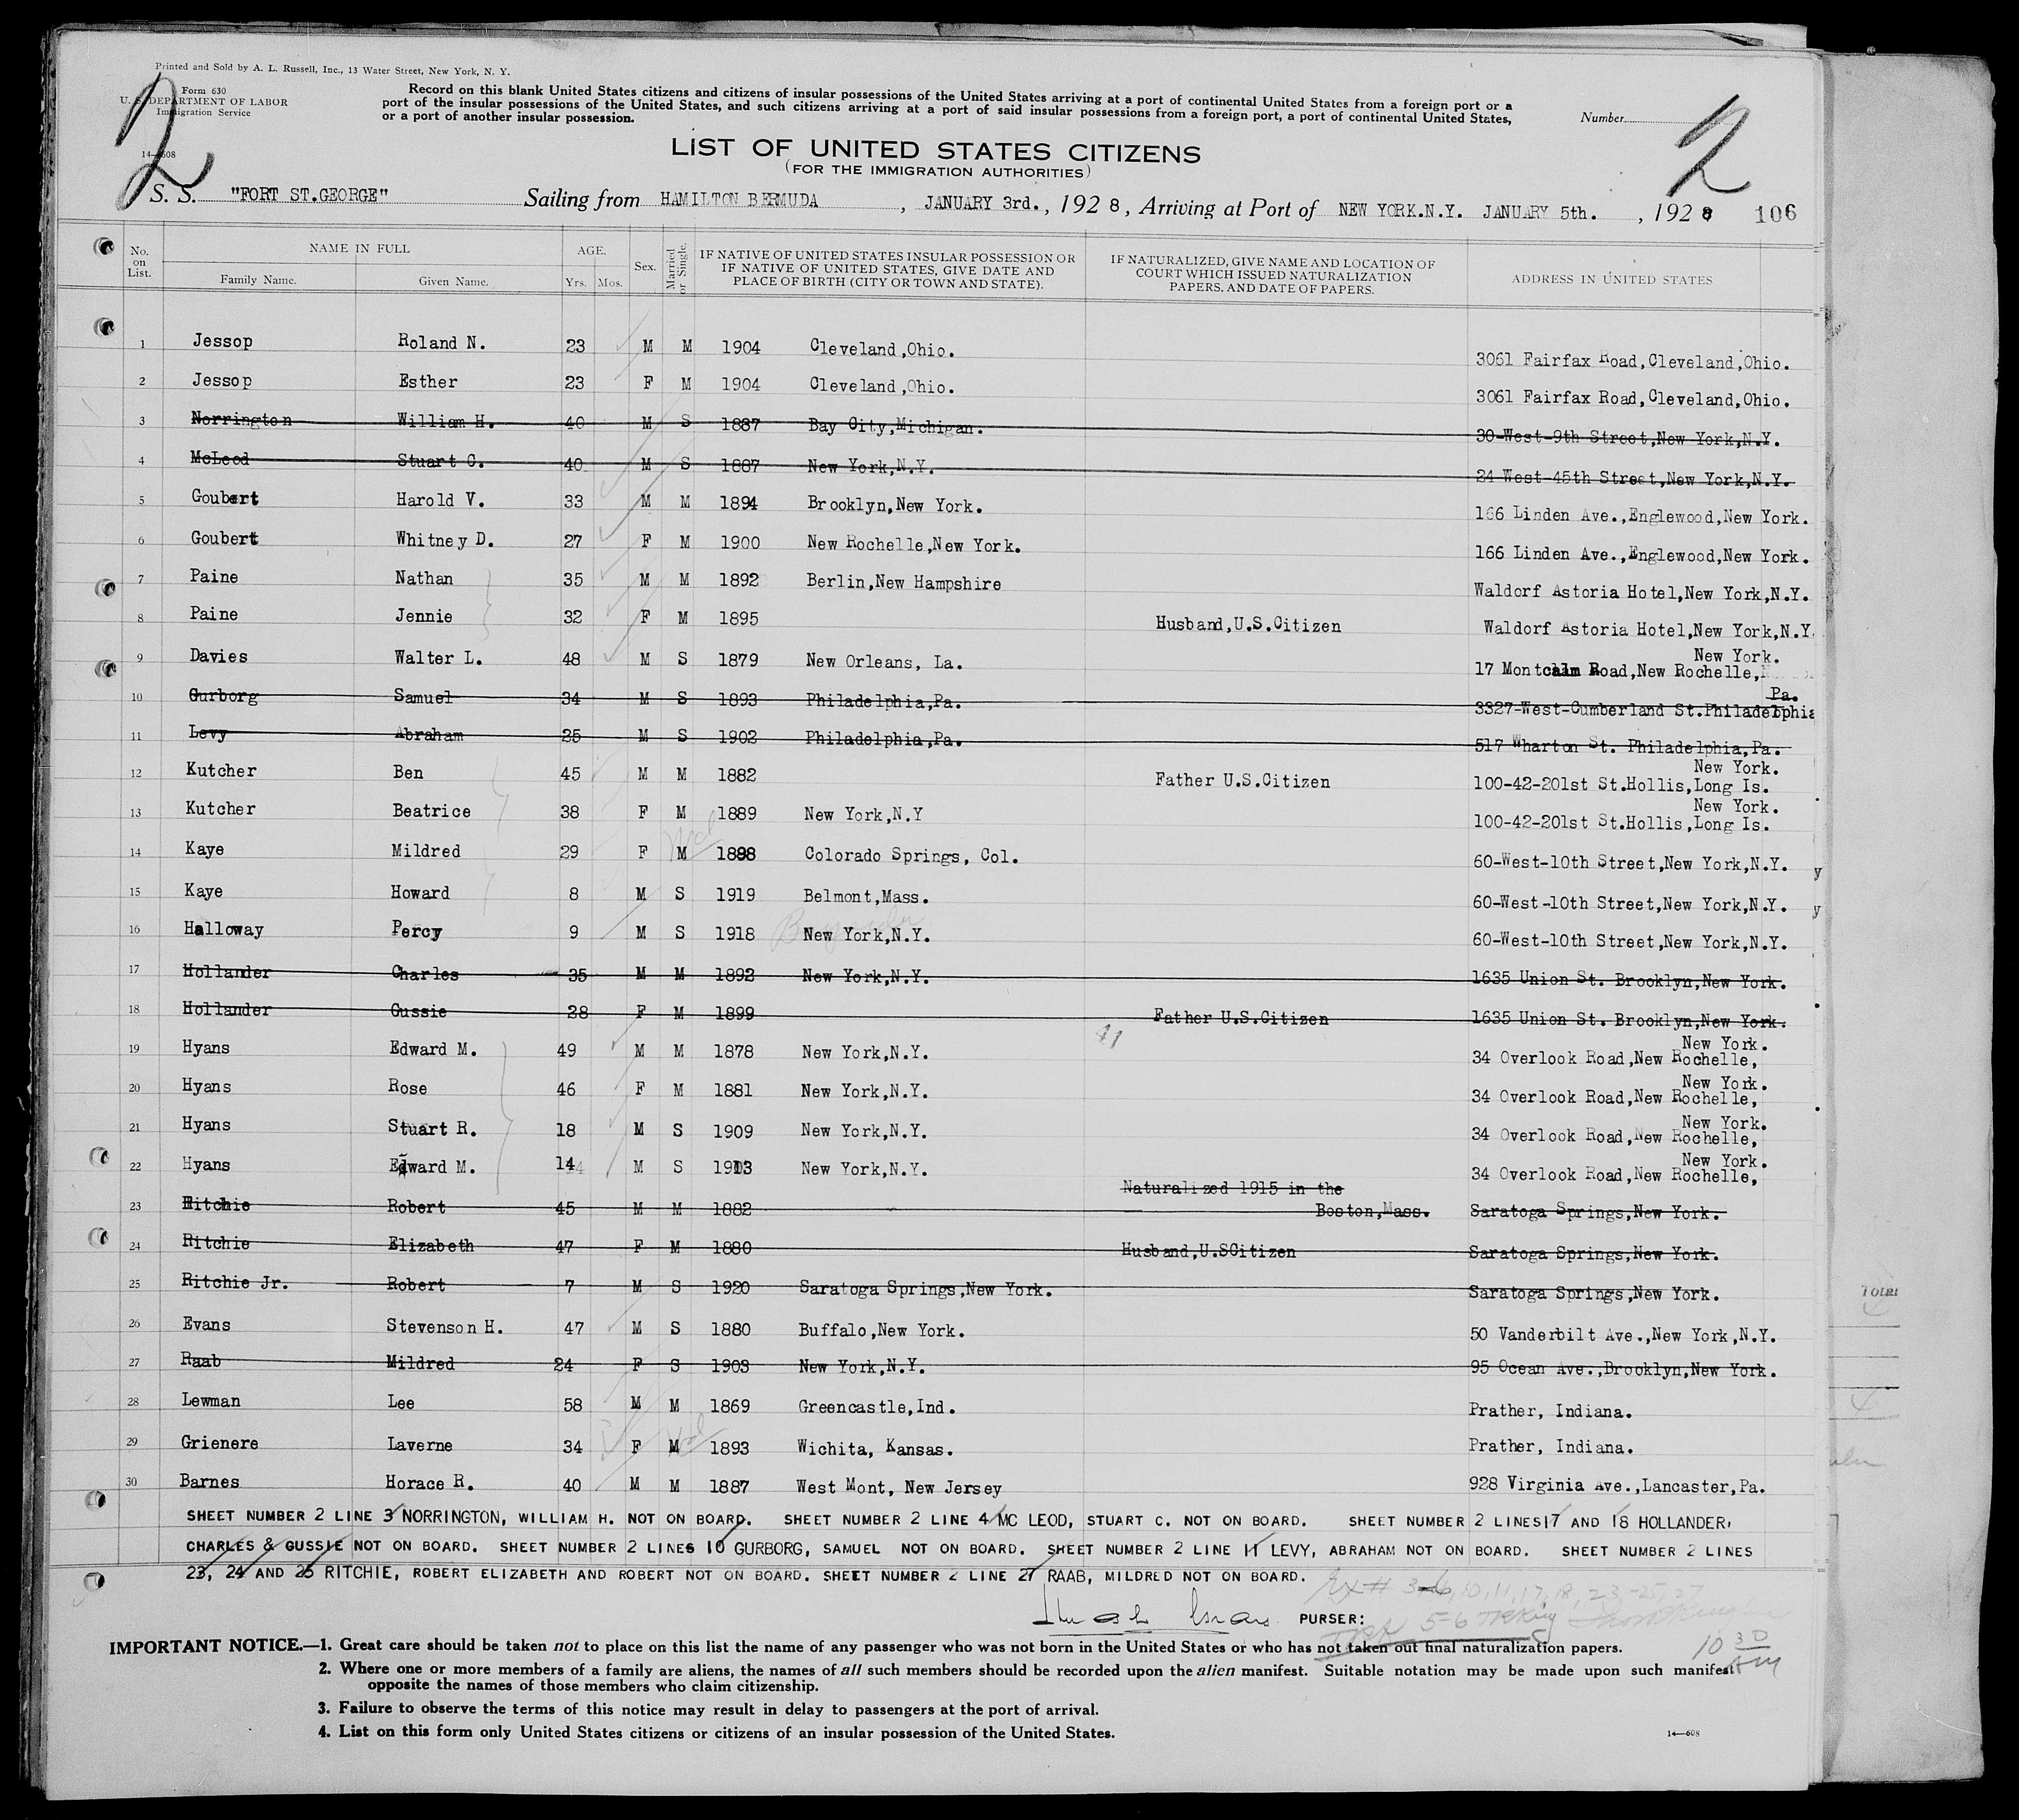 Printed and Sold by A. L. Russell, Inc., 13 Water Street, New York, N. Y.
Form 630
U. S. DEPARTMENT OF LABOR
Immigration Service
14—608
2
Record on this blank United States citizens and citizens of insular possessions of the United States arriving at a port of continental United States from a foreign port or a
port of the insular possessions of the United States, and such citizens arriving at a port of said insular possessions from a foreign port, a port of continental United States,
or a port of another insular possession.
Number
2
LIST OF UNITED STATES CITIZENS
(FOR THE IMMIGRATION AUTHORITIES)
S. S. "FORT ST.GEORGE" Sailing from HAMILTON BERMUDA, JANUARY 3rd., 1928, Arriving at Port of NEW YORK.N.Y. JANUARY 5th., 1928 106
No. on List. NAME IN FULL AGE. Sex. Married or Single. IF NATIVE OF UNITED STATES INSULAR POSSESSION OR IF NATIVE OF UNITED STATES, GIVE DATE AND PLACE OF BIRTH (CITY OR TOWN AND STATE). IF NATURALIZED, GIVE NAME AND LOCATION OF COURT WHICH ISSUED NATURALIZATION PAPERS. AND DATE OF PAPERS. ADDRESS IN UNITED STATES
Family Name. Given Name. Yrs. Mos.
1 Jessop Roland N. 23 M M 1904 Cleveland,Ohio. 3061 Fairfax Road,Cleveland,Ohio.
2 Jessop Esther 23 F M 1904 Cleveland,Ohio. 3061 Fairfax Road,Cleveland,Ohio.
3 Norrington William H. 40 M S 1887 Bay City,Michigan. 30-West-9th Street,New York,N.Y.
4 McLeod Stuart C. 40 M S 1887 New York,N.Y. 24 West-45th Street,New York,N.Y.
5 Goubert Harold V. 33 M M 1894 Brooklyn,New York. 166 Linden Ave.,Englewood,New York.
6 Goubert Whitney D. 27 F M 1900 New Rochelle,New York. 166 Linden Ave.,Englewood,New York.
7 Paine Nathan 35 M M 1892 Berlin,New Hampshire Waldorf Astoria Hotel,New York,N.Y.
8 Paine Jennie 32 F M 1895 Husband,U.S.Citizen Waldorf Astoria Hotel,New York,N.Y.
9 Davies Walter L. 48 M S 1879 New Orleans, La. 17 Montcalm Road,New Rochelle, New York.
10 Gurborg Samuel 34 M S 1893 Philadelphia,Pa. 3327-West-Cumberland St.Philadelphia Pa.
11 Levy Abraham 25 M S 1902 Philadelphia,Pa. 517 Wharton St. Philadelphia,Pa.
12 Kutcher Ben 45 M M 1882 Father U.S.Citizen 100-42-201st St.Hollis,Long Is. New York.
13 Kutcher Beatrice 38 F M 1889 New York,N.Y 100-42-201st St.Hollis,Long Is. New York.
14 Kaye Mildred 29 F M 1898 Colorado Springs, Col. 60-West-10th Street,New York,N.Y.
15 Kaye Howard 8 M S 1919 Belmont,Mass. 60-West-10th Street,New York,N.Y.
16 Halloway Percy 9 M S 1918 New York,N.Y. 60-West-10th Street,New York,N.Y.
17 Hollander Charles 35 M M 1892 New York,N.Y. 1635 Union St. Brooklyn,New York.
18 Hollander Gussie 28 F M 1899 Father U.S.Citizen 1635 Union St. Brooklyn,New York.
19 Hyans Edward M. 49 M M 1878 New York,N.Y. 34 Overlook Road,New Rochelle, New York.
20 Hyans Rose 46 F M 1881 New York,N.Y. 34 Overlook Road,New Rochelle, New York.
21 Hyans Stuart R. 18 M S 1909 New York,N.Y. 34 Overlook Road,New Rochelle, New York.
22 Hyans Edward M. 14 M S 1913 New York,N.Y. 34 Overlook Road,New Rochelle, New York.
23 Ritchie Robert 45 M M 1882 Naturalized 1915 in the Boston,Mass. Saratoga Springs,New York.
24 Ritchie Elizabeth 47 F M 1880 Husband,U.SCitizen Saratoga Springs,New York.
25 Ritchie Jr. Robert 7 M S 1920 Saratoga Springs,New York. Saratoga Springs,New York.
26 Evans Stevenson H. 47 M S 1880 Buffalo,New York. 50 Vanderbilt Ave.,New York,N.Y.
27 Raab Mildred 24 F S 1903 New York,N.Y. 95 Ocean Ave.,Brooklyn,New York.
28 Lewman Lee 58 M M 1869 Greencastle,Ind. Prather, Indiana.
29 Grienere Laverne 34 F M 1893 Wichita, Kansas. Prather, Indiana.
30 Barnes Horace R. 40 M M 1887 West Mont, New Jersey 928 Virginia Ave.,Lancaster,Pa.
SHEET NUMBER 2 LINE 3 NORRINGTON, WILLIAM H. NOT ON BOARD. SHEET NUMBER 2 LINE 4 MC LEOD, STUART C. NOT ON BOARD. SHEET NUMBER 2 LINES 17 AND 18 HOLLANDER,
CHARLES & GUSSIE NOT ON BOARD. SHEET NUMBER 2 LINES 10 GURBORG, SAMUEL NOT ON BOARD. SHEET NUMBER 2 LINE 11 LEVY, ABRAHAM NOT ON BOARD. SHEET NUMBER 2 LINES
23, 24 AND 25 RITCHIE, ROBERT ELIZABETH AND ROBERT NOT ON BOARD. SHEET NUMBER 2 LINE 27 RAAB, MILDRED NOT ON BOARD.
PURSER:
10 30 AM
IMPORTANT NOTICE.—1. Great care should be taken not to place on this list the name of any passenger who was not born in the United States or who has not taken out final naturalization papers.
2. Where one or more members of a family are aliens, the names of all such members should be recorded upon the alien manifest. Suitable notation may be made upon such manifest
opposite the names of those members who claim citizenship.
3. Failure to observe the terms of this notice may result in delay to passengers at the port of arrival.
4. List on this form only United States citizens or citizens of an insular possession of the United States.
14—608
Total